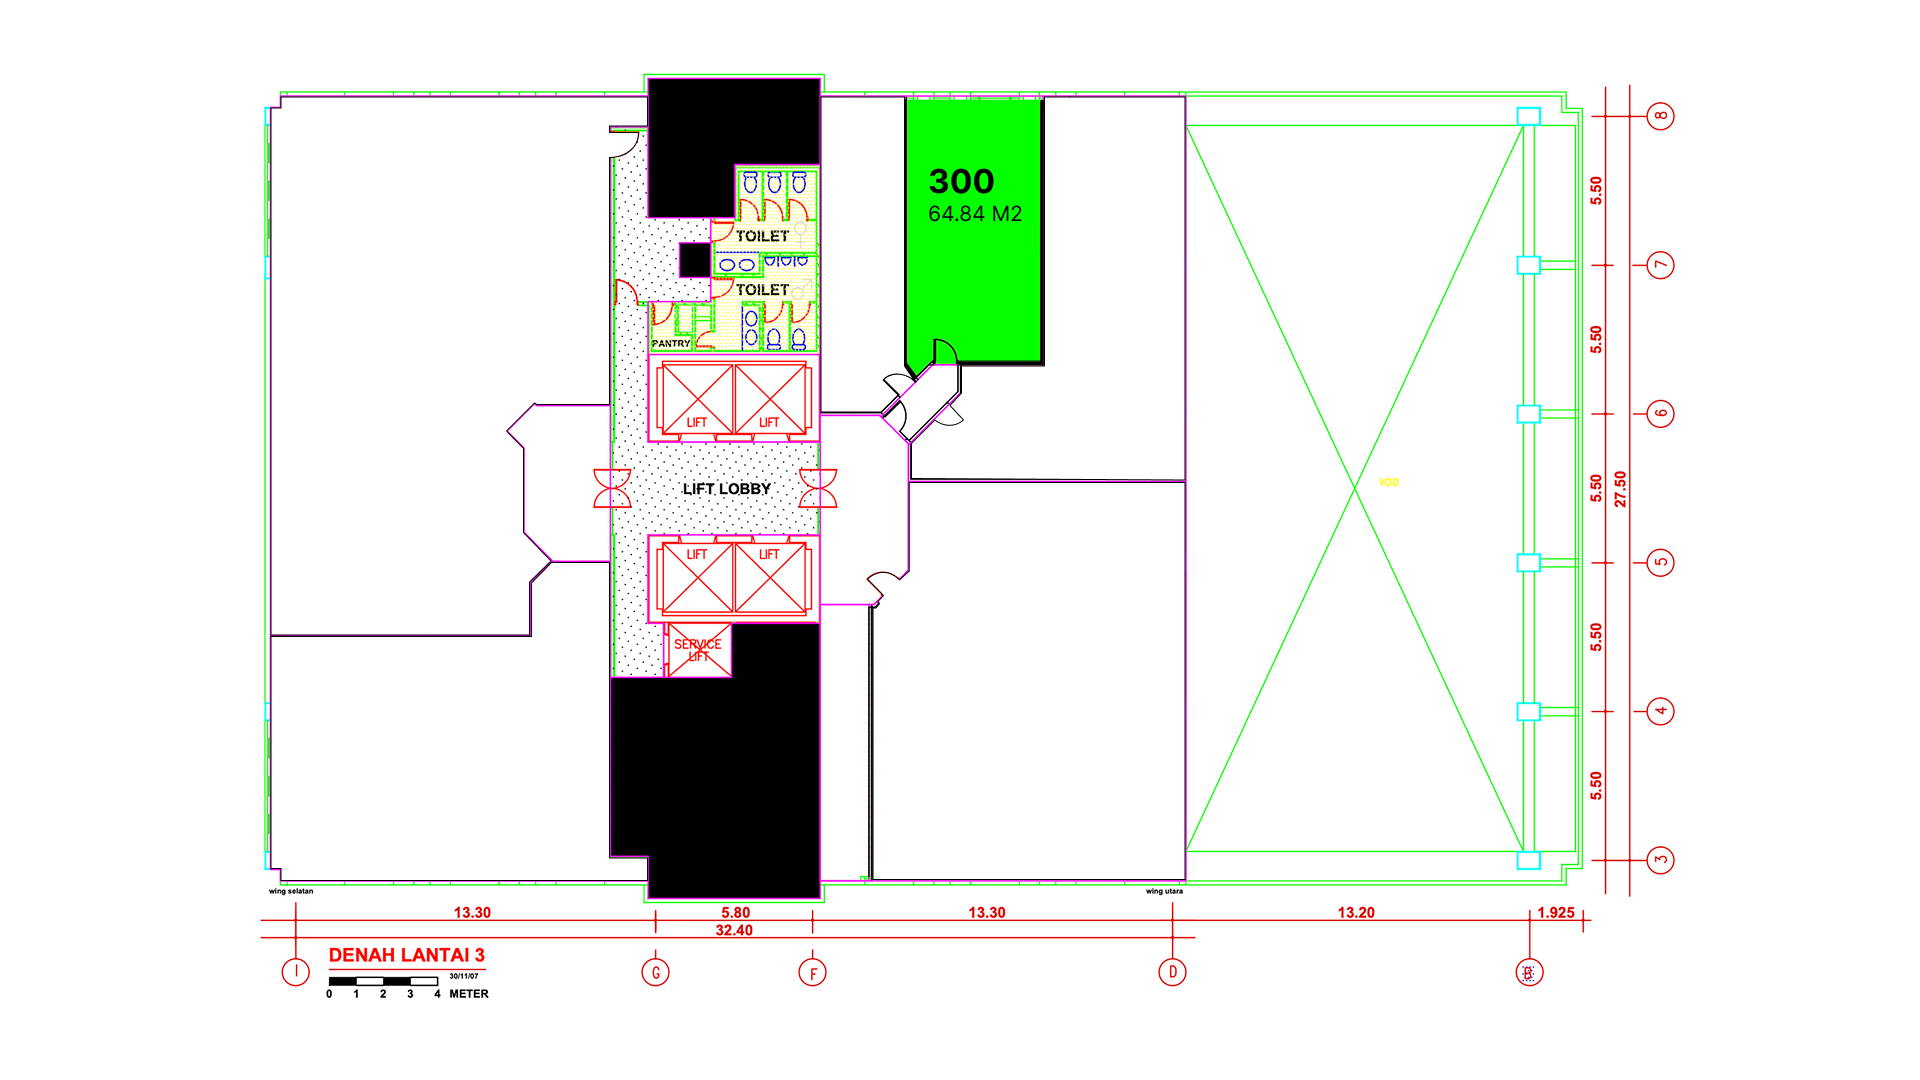 300
64.84 M2
TOILET
TOILET
PANTRY
LIFT
LIFT
LIFT LOBBY
LIFT
LIFT
SERVICE
LIFT
VOID
8
7
6
5
4
3
5.50
5.50
5.50
5.50
5.50
27.50
wing selatan
wing utara
13.30
5.80
13.30
13.20
1.925
32.40
I
G
F
D
B
DENAH LANTAI 3
30/11/07
0 1 2 3 4 METER